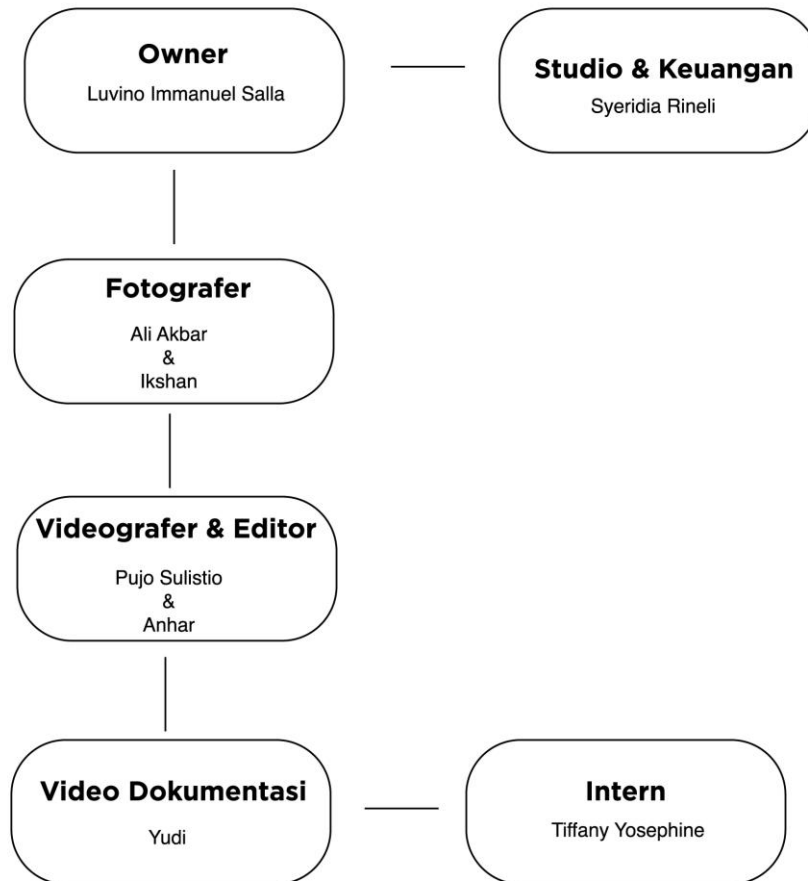 Owner
Luvino Immanuel Salla
Studio & Keuangan
Syeridia Rineli
Fotografer
Ali Akbar
&
Ikshan
Videografer & Editor
Pujo Sulistio
&
Anhar
Video Dokumentasi
Yudi
Intern
Tiffany Yosephine